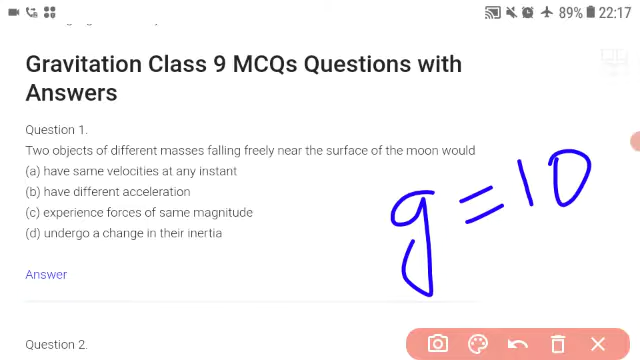 89% 22:17
Gravitation Class 9 MCQs Questions with
Answers
Question 1.
Two objects of different masses falling freely near the surface of the moon would
(a) have same velocities at any instant
(b) have different acceleration
(c) experience forces of same magnitude
(d) undergo a change in their inertia
g = 10
Answer
Question 2.